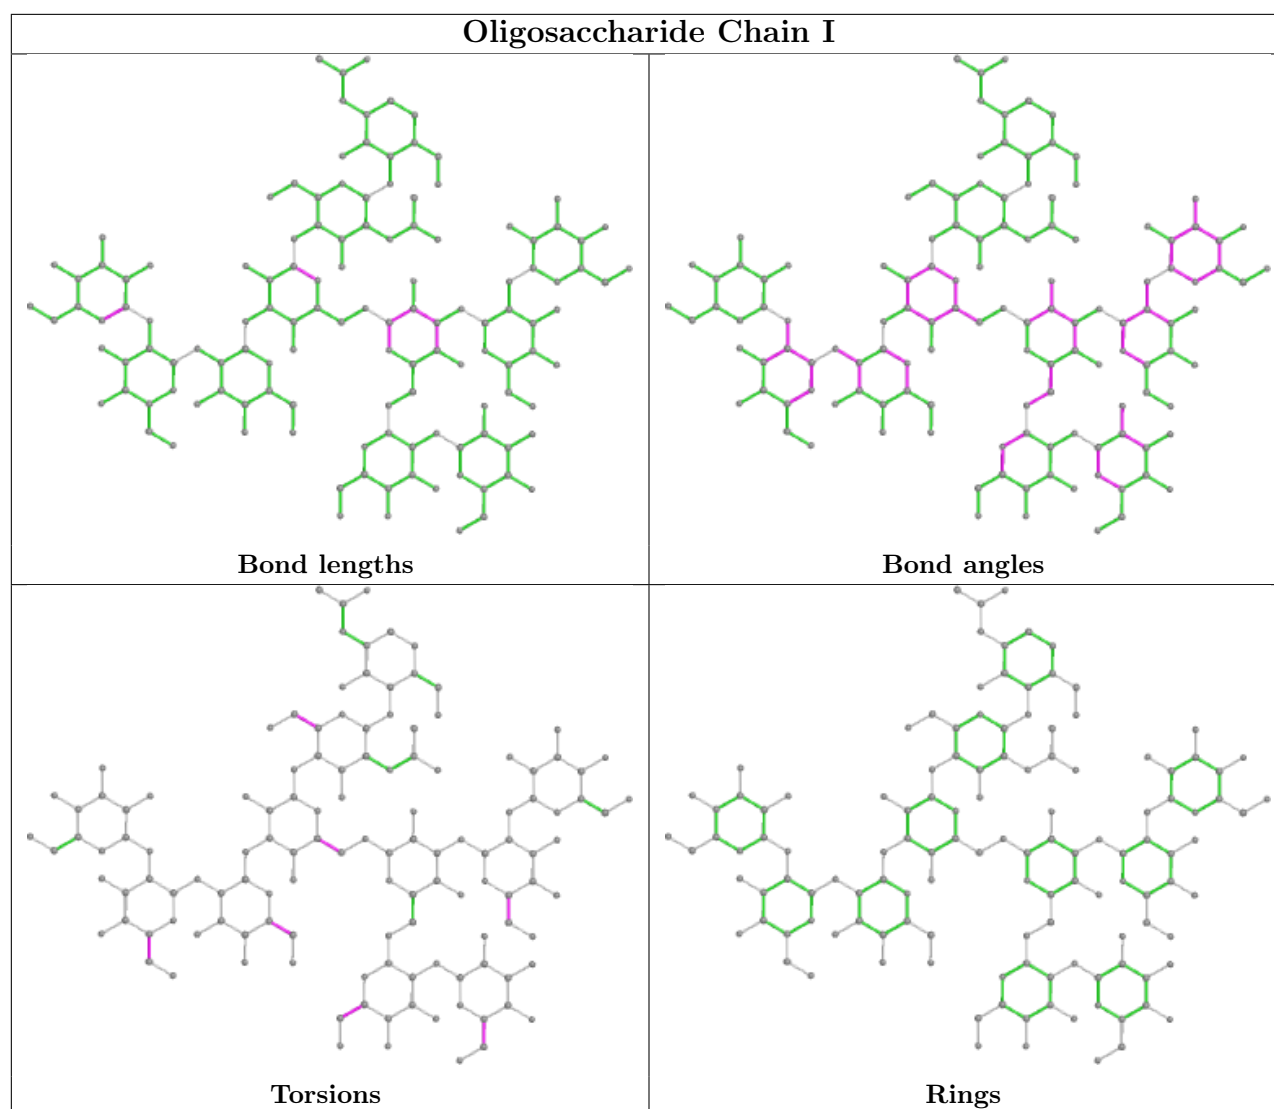 Oligosaccharide Chain I
Bond lengths
Bond angles
Torsions
Rings